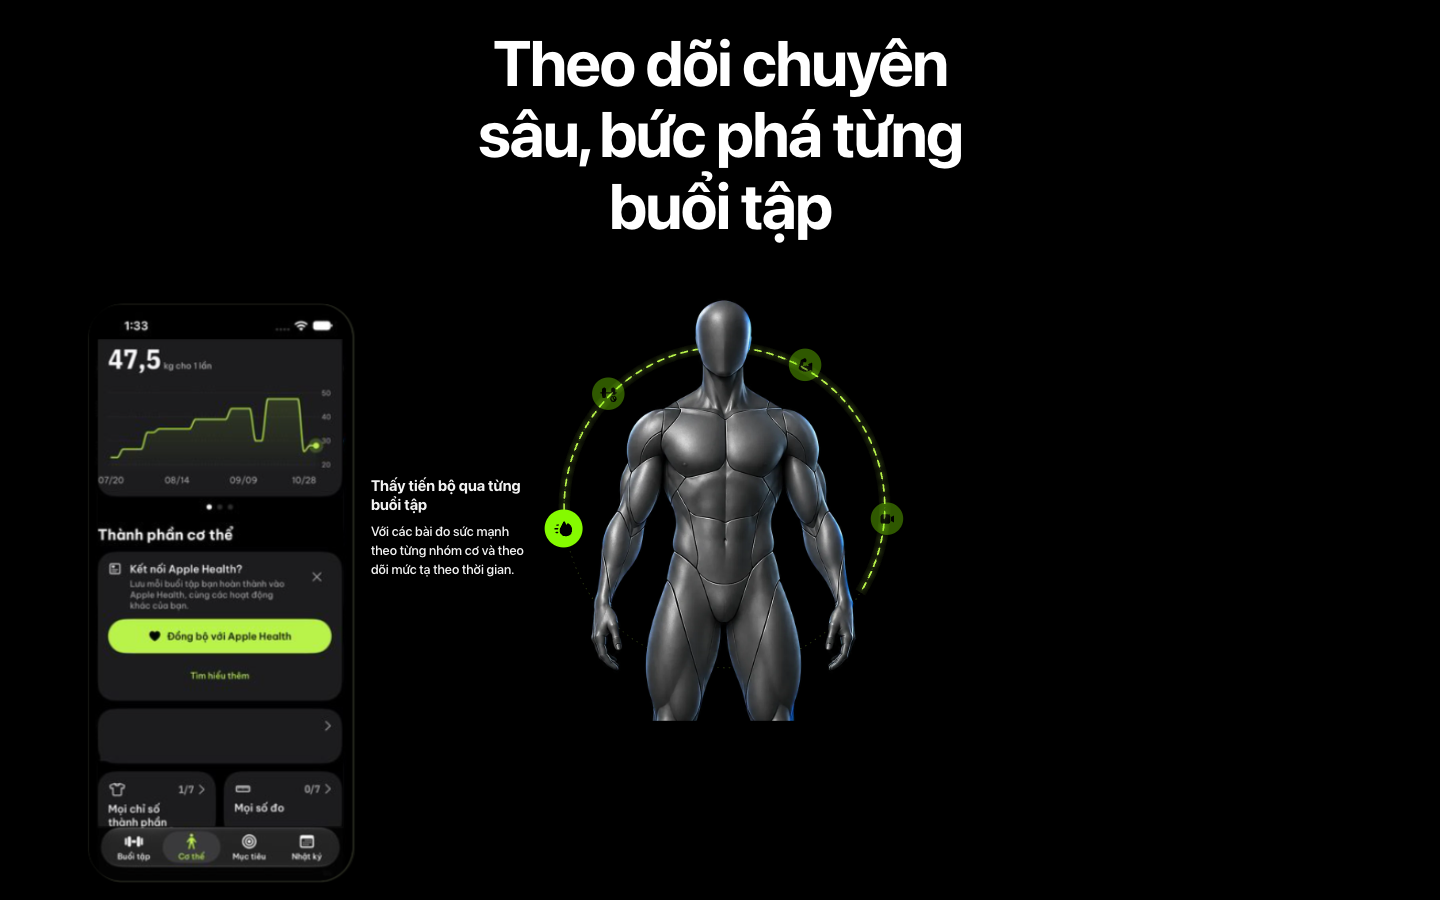 Theo dõi chuyên
sâu, bức phá từng
buổi tập
1:33
47,5 kg cho 1 lần
50
40
30
20
07/20 08/14 09/09 10/28
Thành phần cơ thể
Kết nối Apple Health?
Lưu mỗi buổi tập bạn hoàn thành vào
Apple Health, cùng các hoạt động
khác của bạn.
Đồng bộ với Apple Health
Tìm hiểu thêm
1/7
Mọi chỉ số
thành phần
0/7
Mọi số đo
Buổi tập Cơ thể Mục tiêu Nhật ký
Thấy tiến bộ qua từng
buổi tập
Với các bài đo sức mạnh
theo từng nhóm cơ và theo
dõi mức tạ theo thời gian.